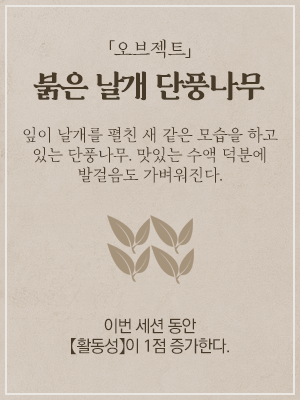 「오브젝트」
붉은 날개 단풍나무
잎이 날개를 펼친 새 같은 모습을 하고
있는 단풍나무. 맛있는 수액 덕분에
발걸음도 가벼워진다.
이번 세션 동안
【활동성】이 1점 증가한다.